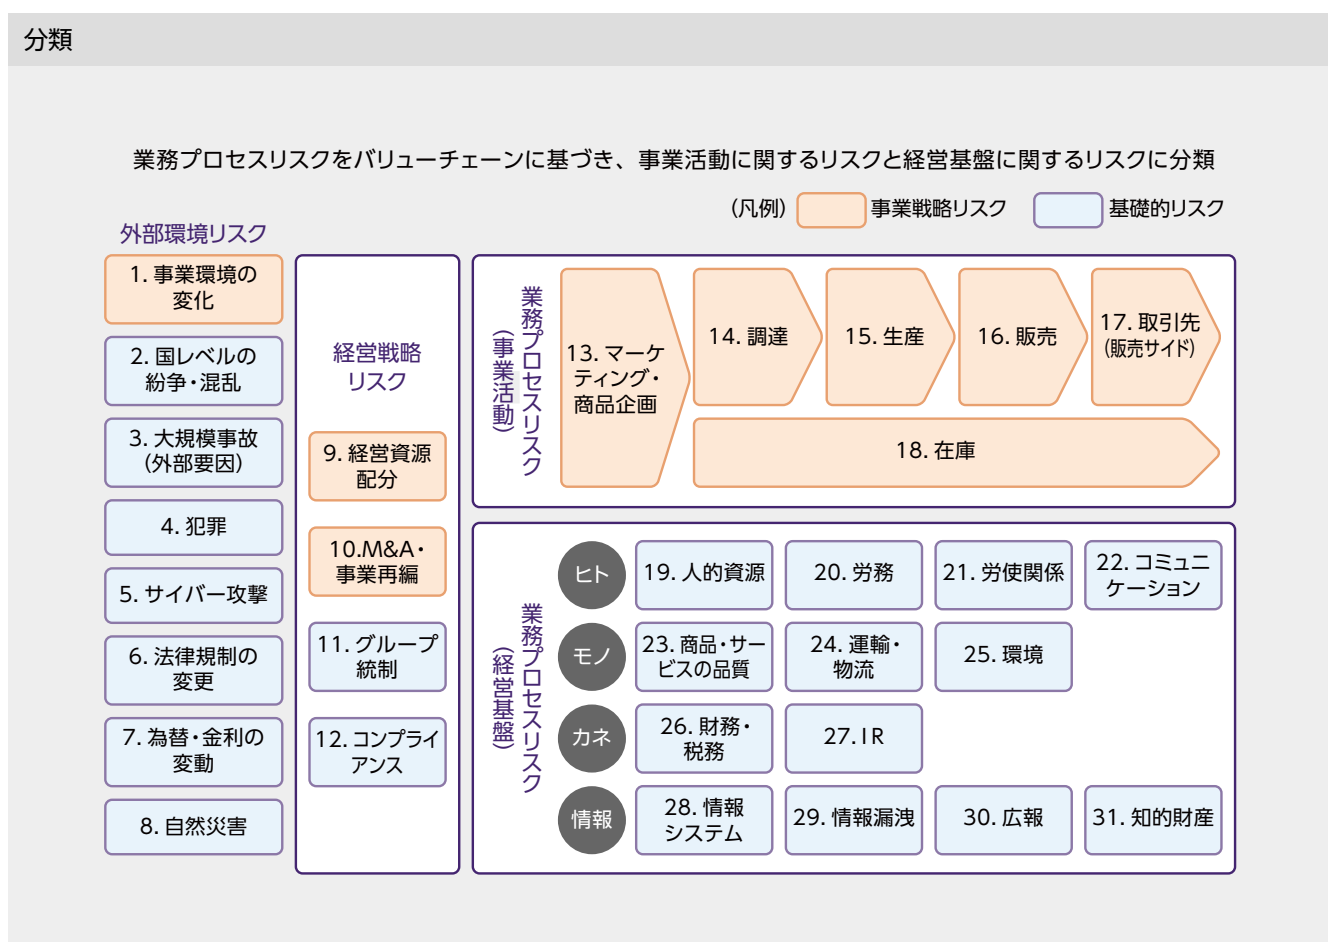 分類
業務プロセスリスクをバリューチェーンに基づき、事業活動に関するリスクと経営基盤に関するリスクに分類
(凡例) 事業戦略リスク 基礎的リスク
外部環境リスク
1. 事業環境の
変化
2. 国レベルの
紛争・混乱
3. 大規模事故
(外部要因)
4. 犯罪
5. サイバー攻撃
6. 法律規制の
変更
7. 為替・金利の
変動
8. 自然災害
経営戦略
リスク
9. 経営資源
配分
10.M&A・
事業再編
11. グループ
統制
12. コンプライ
アンス
業務プロセスリスク
(事業活動)
13. マーケ
ティング・
商品企画
14. 調達
15. 生産
16. 販売
17. 取引先
(販売サイド)
18. 在庫
業務プロセスリスク
(経営基盤)
ヒト
19. 人的資源
20. 労務
21. 労使関係
22. コミュニ
ケーション
モノ
23. 商品・サー
ビスの品質
24. 運輸・
物流
25. 環境
カネ
26. 財務・
税務
27. IR
情報
28. 情報
システム
29. 情報漏洩
30. 広報
31. 知的財産